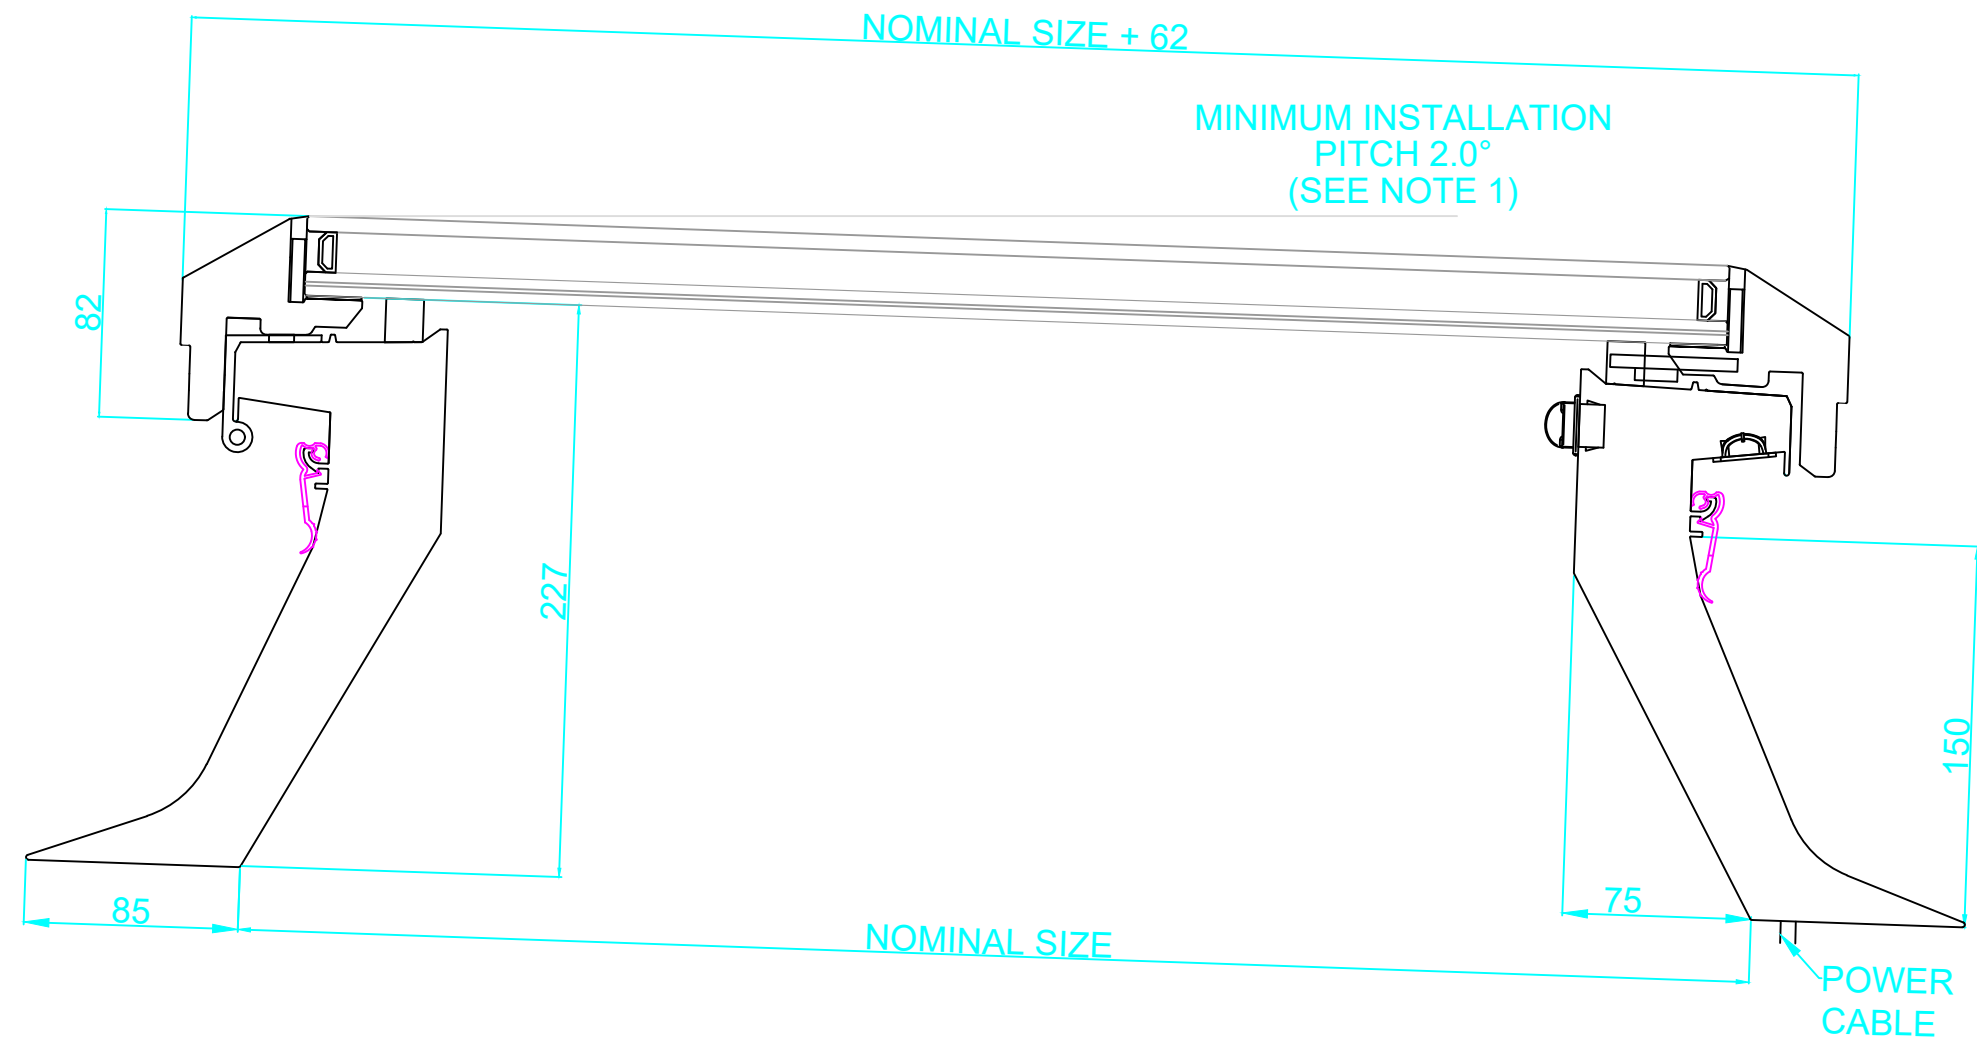 NOMINAL SIZE + 62
MINIMUM INSTALLATION
PITCH 2.0°
(SEE NOTE 1)
82
227
150
85
75
NOMINAL SIZE
POWER
CABLE